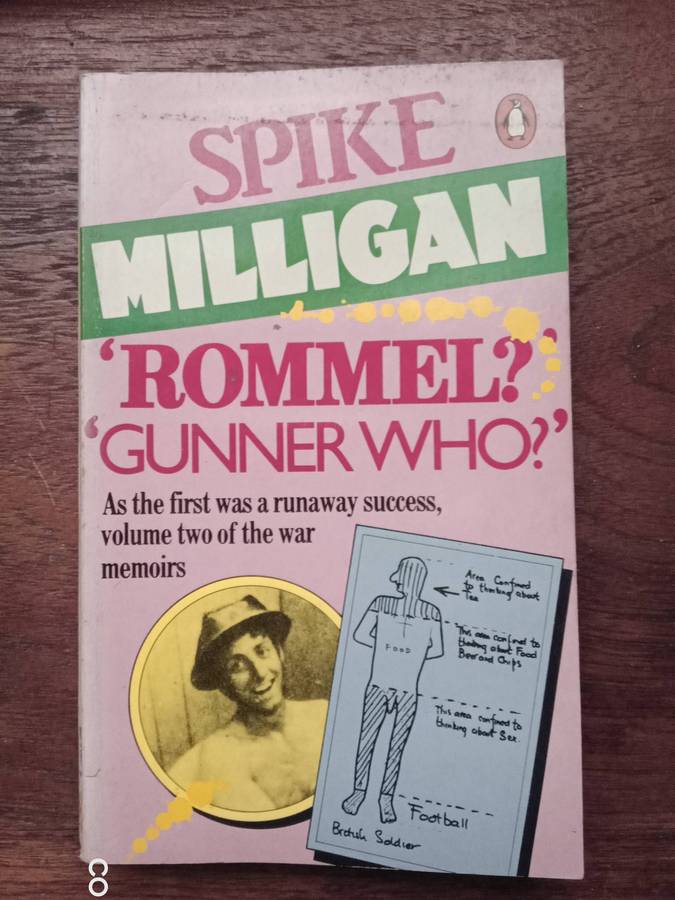 SPIKE
MILLIGAN
‘ROMMEL?’
‘GUNNER WHO?’
As the first was a runaway success,
volume two of the war
memoirs
Area Confined
to thinking about
Tea
This area confined to
thinking about Food
Beer and Chips
FOOD
This area confined to
thinking about Sex.
Football
British Soldier
CO